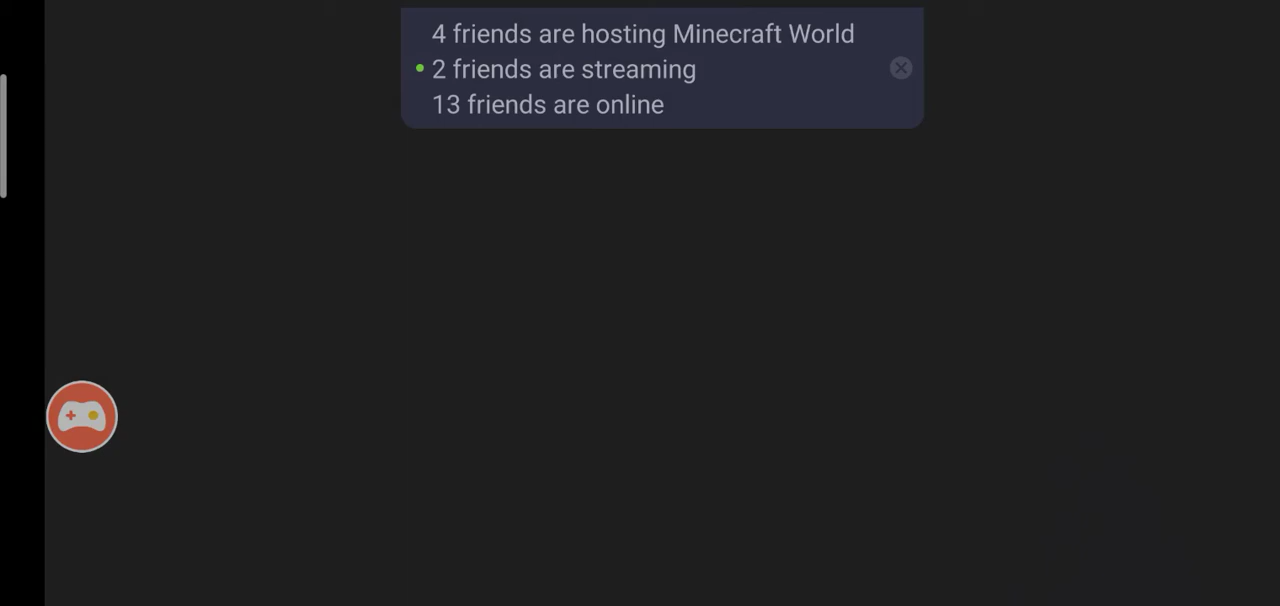 4 friends are hosting Minecraft World
2 friends are streaming
13 friends are online